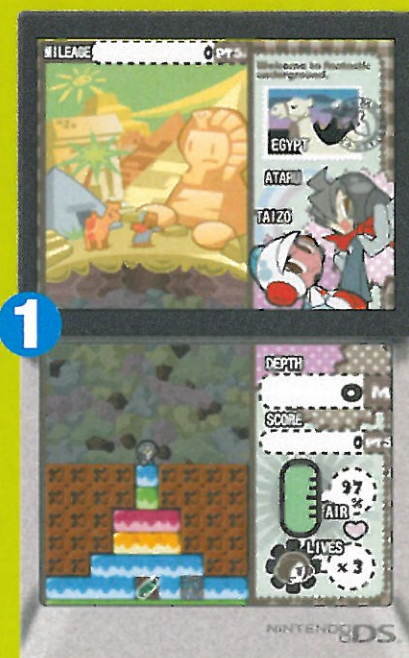 MILEAGE 0 PTS.
Welcome to fantastic
underground.
EGYPT
ATARU
TAIZO
1
DEPTH
0 M
SCORE
0 PTS
97
%
AIR
LIVES
×3
NINTENDO DS